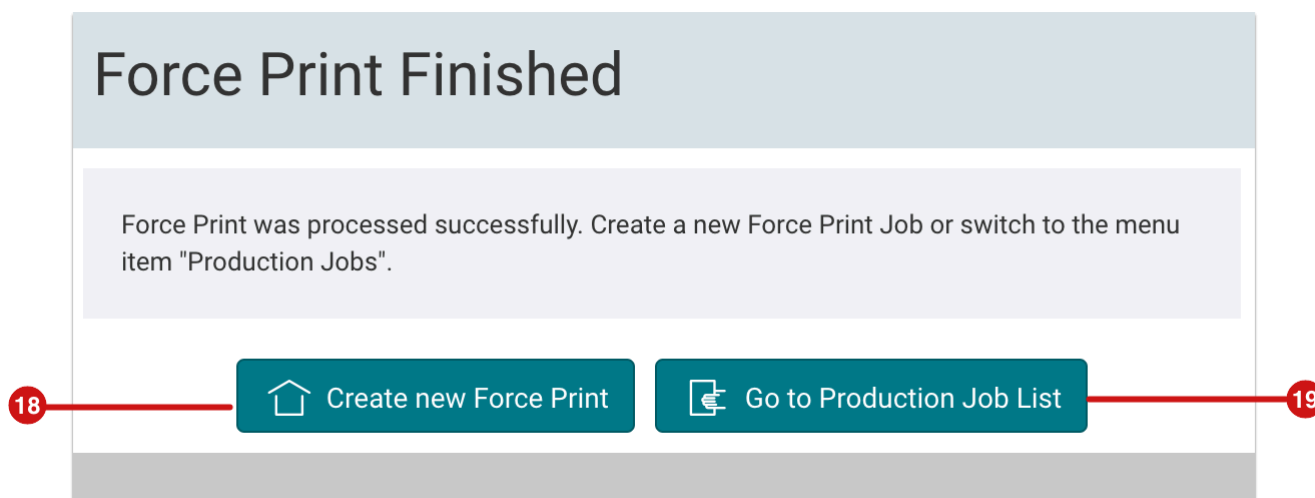 Force Print Finished
Force Print was processed successfully. Create a new Force Print Job or switch to the menu
item "Production Jobs".
18
Create new Force Print
Go to Production Job List
19